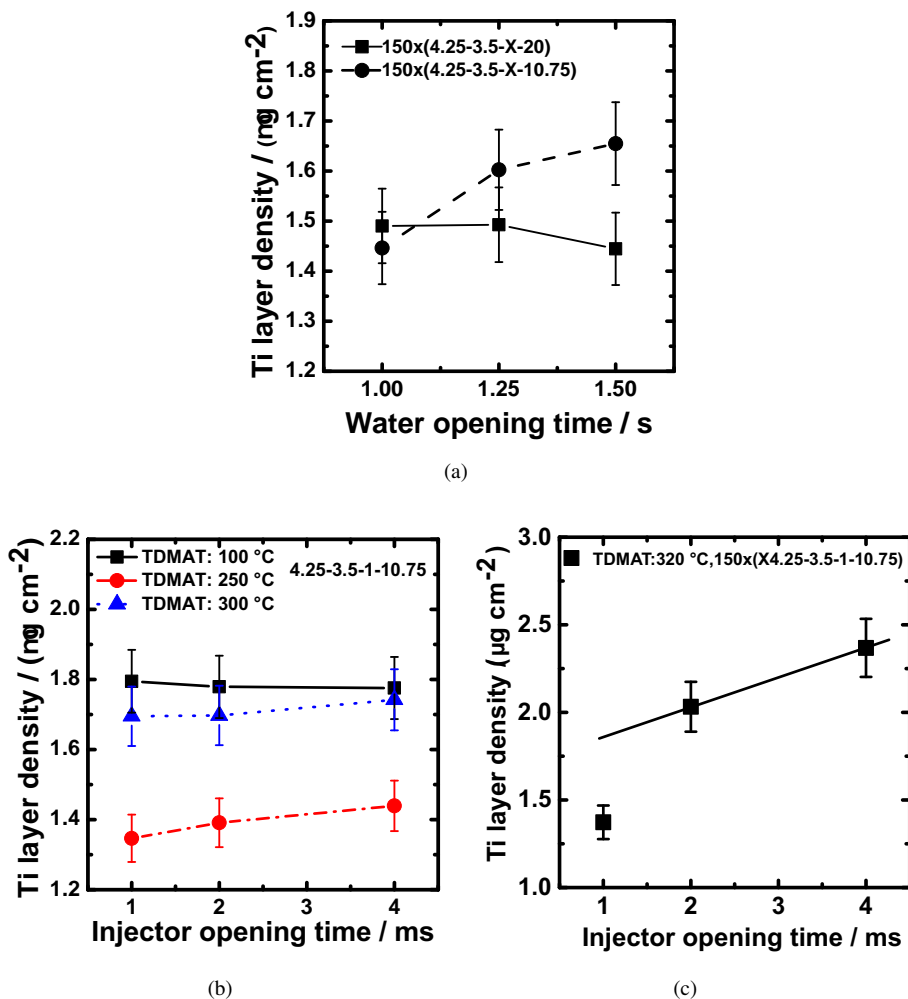 1.9
1.8
1.7
1.6
1.5
1.4
1.3
1.2
Ti layer density / (ng cm-2)
150x(4.25-3.5-X-20)
150x(4.25-3.5-X-10.75)
1.00 1.25 1.50
Water opening time / s
(a)
2.2
2.0
1.8
1.6
1.4
1.2
Ti layer density / (ng cm-2)
TDMAT: 100 °C
TDMAT: 250 °C
TDMAT: 300 °C
4.25-3.5-1-10.75
1 2 3 4
Injector opening time / ms
(b)
3.0
2.5
2.0
1.5
1.0
Ti layer density (µg cm-2)
TDMAT:320 °C,150x(X4.25-3.5-1-10.75)
1 2 3 4
Injector opening time / ms
(c)